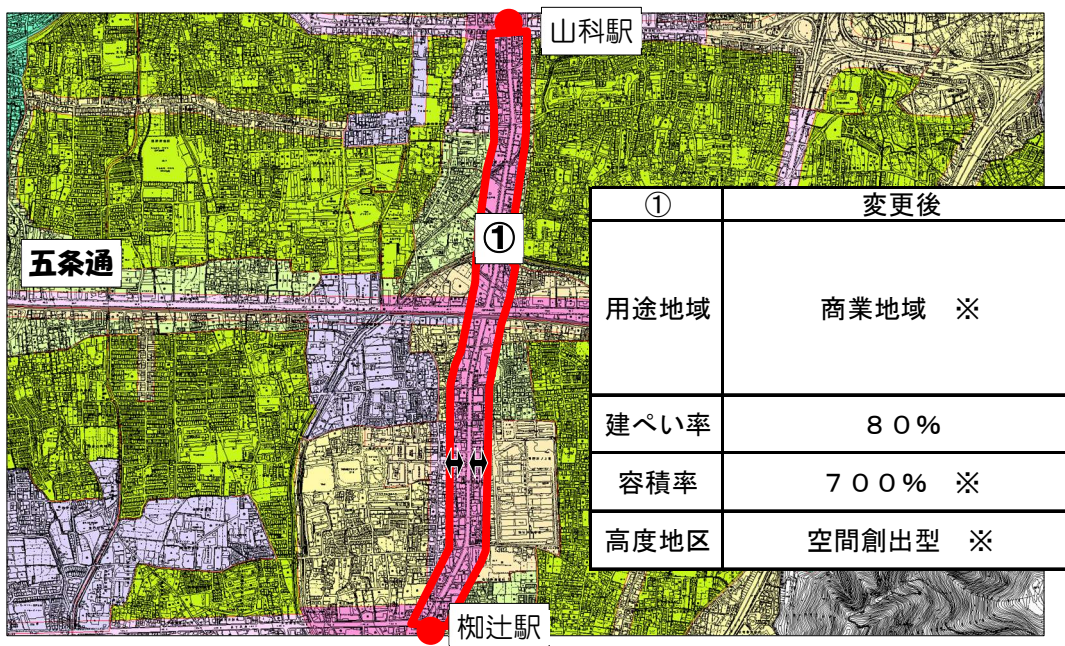 山科駅
①
五条通
① 変更後
用途地域 商業地域 ※
建ぺい率 80%
容積率 700% ※
高度地区 空間創出型 ※
椥辻駅